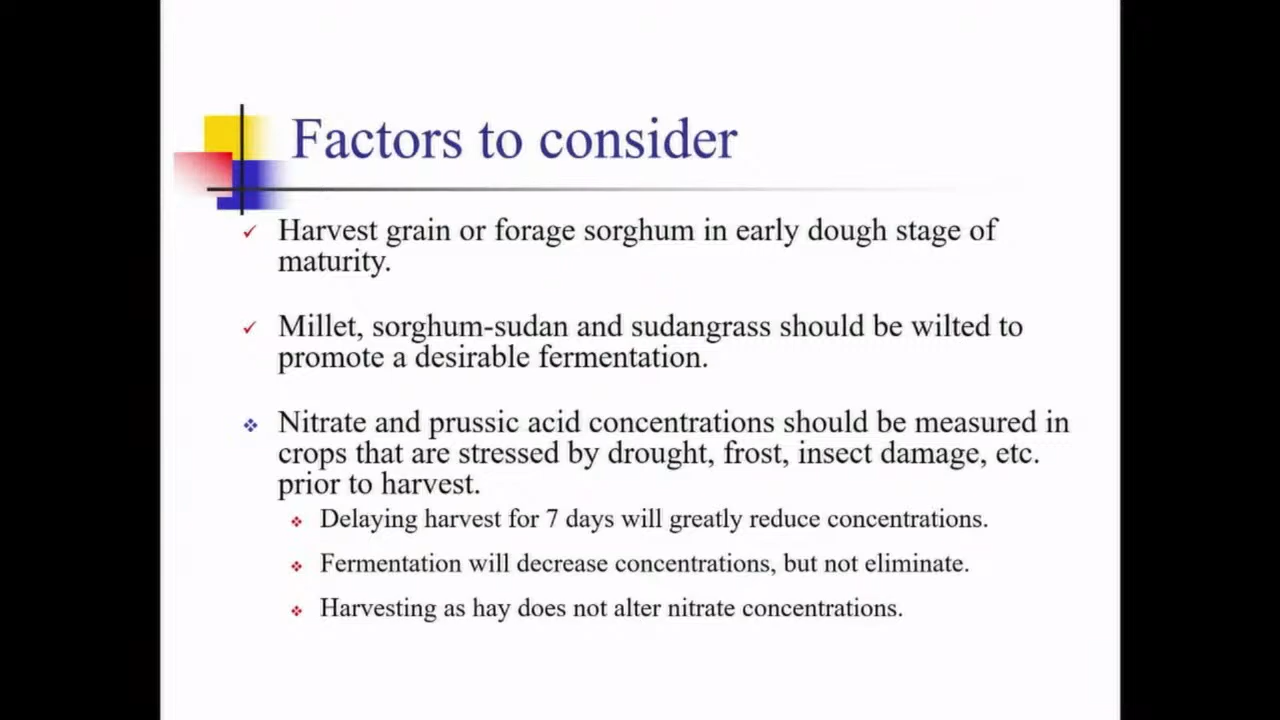 Factors to consider
Harvest grain or forage sorghum in early dough stage of
maturity.
Millet, sorghum-sudan and sudangrass should be wilted to
promote a desirable fermentation.
Nitrate and prussic acid concentrations should be measured in
crops that are stressed by drought, frost, insect damage, etc.
prior to harvest.
Delaying harvest for 7 days will greatly reduce concentrations.
Fermentation will decrease concentrations, but not eliminate.
Harvesting as hay does not alter nitrate concentrations.